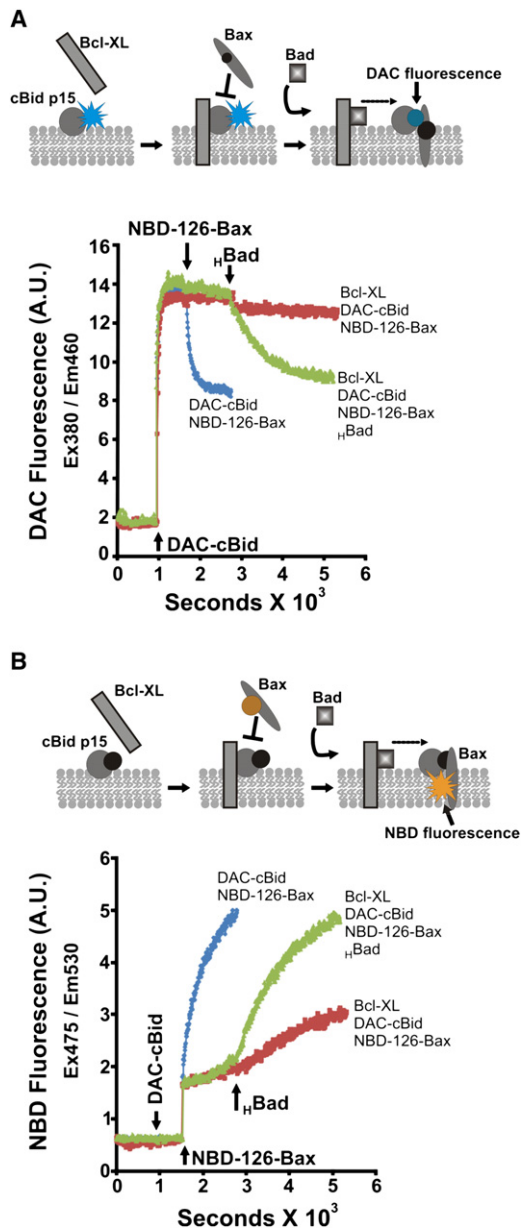 A
Bcl-XL
Bax
Bad
DAC fluorescence
cBid p15
NBD-126-Bax
HBad
DAC Fluorescence (A.U.)
Ex380 / Em460
16
14
12
10
8
6
4
2
0
Bcl-XL
DAC-cBid
NBD-126-Bax
DAC-cBid
NBD-126-Bax
Bcl-XL
DAC-cBid
NBD-126-Bax
HBad
DAC-cBid
0 1 2 3 4 5 6
Seconds X 10³
B
Bcl-XL
Bax
Bad
cBid p15
Bax
NBD fluorescence
NBD Fluorescence (A.U.)
Ex475 / Em530
6
5
4
3
2
1
0
DAC-cBid
NBD-126-Bax
Bcl-XL
DAC-cBid
NBD-126-Bax
HBad
Bcl-XL
DAC-cBid
NBD-126-Bax
DAC-cBid
HBad
NBD-126-Bax
0 1 2 3 4 5 6
Seconds X 10³